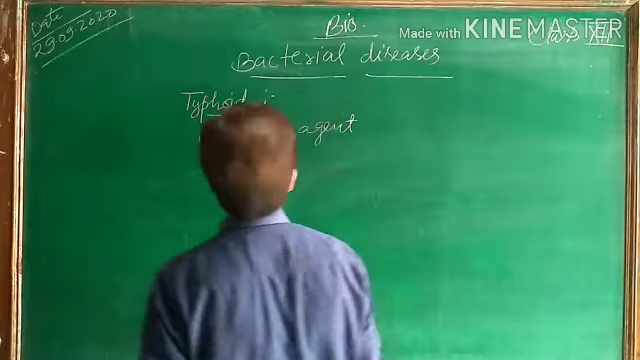 Date
29.09.2020
Bio.
Made with KINEMASTER
Class XII
Bacterial diseases
Typhoid :-
agent